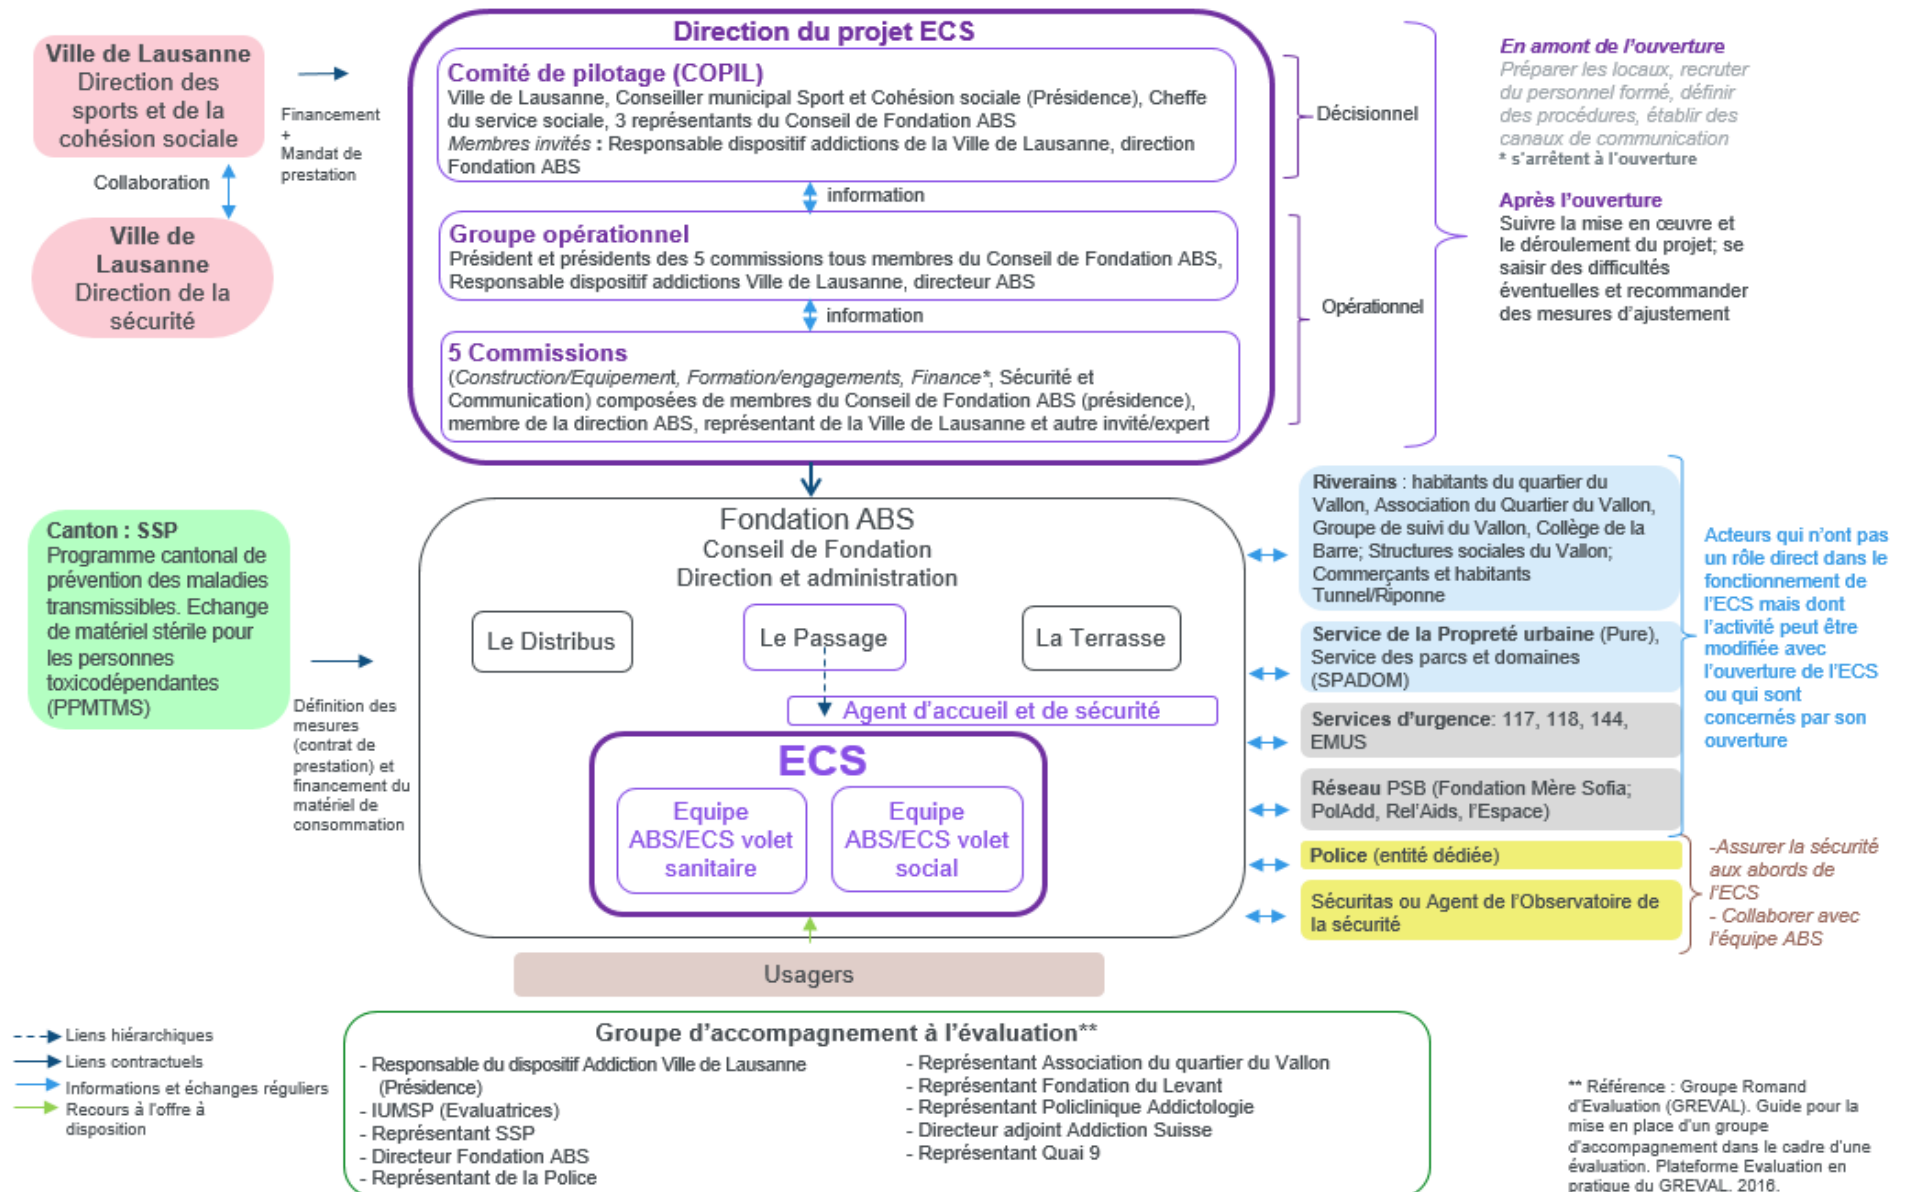 Direction du projet ECS
Ville de Lausanne
Direction des
sports et de la
cohésion sociale
Collaboration
Ville de
Lausanne
Direction de la
sécurité
Financement
+
Mandat de
prestation
Comité de pilotage (COPIL)
Ville de Lausanne, Conseiller municipal Sport et Cohésion sociale (Présidence), Cheffe
du service sociale, 3 représentants du Conseil de Fondation ABS
Membres invités : Responsable dispositif addictions de la Ville de Lausanne, direction
Fondation ABS
information
Groupe opérationnel
Président et présidents des 5 commissions tous membres du Conseil de Fondation ABS,
Responsable dispositif addictions Ville de Lausanne, directeur ABS
information
5 Commissions
(Construction/Equipement, Formation/engagements, Finance*, Sécurité et
Communication) composées de membres du Conseil de Fondation ABS (présidence),
membre de la direction ABS, représentant de la Ville de Lausanne et autre invité/expert
Décisionnel
Opérationnel
En amont de l'ouverture
Préparer les locaux, recruter
du personnel formé, définir
des procédures, établir des
canaux de communication
* s'arrêtent à l'ouverture
Après l'ouverture
Suivre la mise en œuvre et
le déroulement du projet; se
saisir des difficultés
éventuelles et recommander
des mesures d'ajustement
Canton : SSP
Programme cantonal de
prévention des maladies
transmissibles. Echange
de matériel stérile pour
les personnes
toxicodépendantes
(PPMTMS)
Définition des
mesures
(contrat de
prestation) et
financement du
matériel de
consommation
Fondation ABS
Conseil de Fondation
Direction et administration
Le Distribus
Le Passage
La Terrasse
Agent d'accueil et de sécurité
ECS
Equipe
ABS/ECS volet
sanitaire
Equipe
ABS/ECS volet
social
Usagers
Riverains : habitants du quartier du
Vallon, Association du Quartier du Vallon,
Groupe de suivi du Vallon, Collège de la
Barre; Structures sociales du Vallon;
Commerçants et habitants
Tunnel/Riponne
Service de la Propreté urbaine (Pure),
Service des parcs et domaines
(SPADOM)
Services d'urgence: 117, 118, 144,
EMUS
Réseau PSB (Fondation Mère Sofia;
PolAdd, Rel'Aids, l'Espace)
Police (entité dédiée)
Sécuritas ou Agent de l'Observatoire de
la sécurité
Acteurs qui n'ont pas
un rôle direct dans le
fonctionnement de
l'ECS mais dont
l'activité peut être
modifiée avec
l'ouverture de l'ECS
ou qui sont
concernés par son
ouverture
-Assurer la sécurité
aux abords de
l'ECS
- Collaborer avec
l'équipe ABS
Liens hiérarchiques
Liens contractuels
Informations et échanges réguliers
Recours à l'offre à
disposition
Groupe d'accompagnement à l'évaluation**
- Responsable du dispositif Addiction Ville de Lausanne
(Présidence)
- IUMSP (Evaluatrices)
- Représentant SSP
- Directeur Fondation ABS
- Représentant de la Police
- Représentant Association du quartier du Vallon
- Représentant Fondation du Levant
- Représentant Policlinique Addictologie
- Directeur adjoint Addiction Suisse
- Représentant Quai 9
** Référence : Groupe Romand
d'Evaluation (GREVAL). Guide pour la
mise en place d'un groupe
d'accompagnement dans le cadre d'une
évaluation. Plateforme Evaluation en
pratique du GREVAL. 2016.